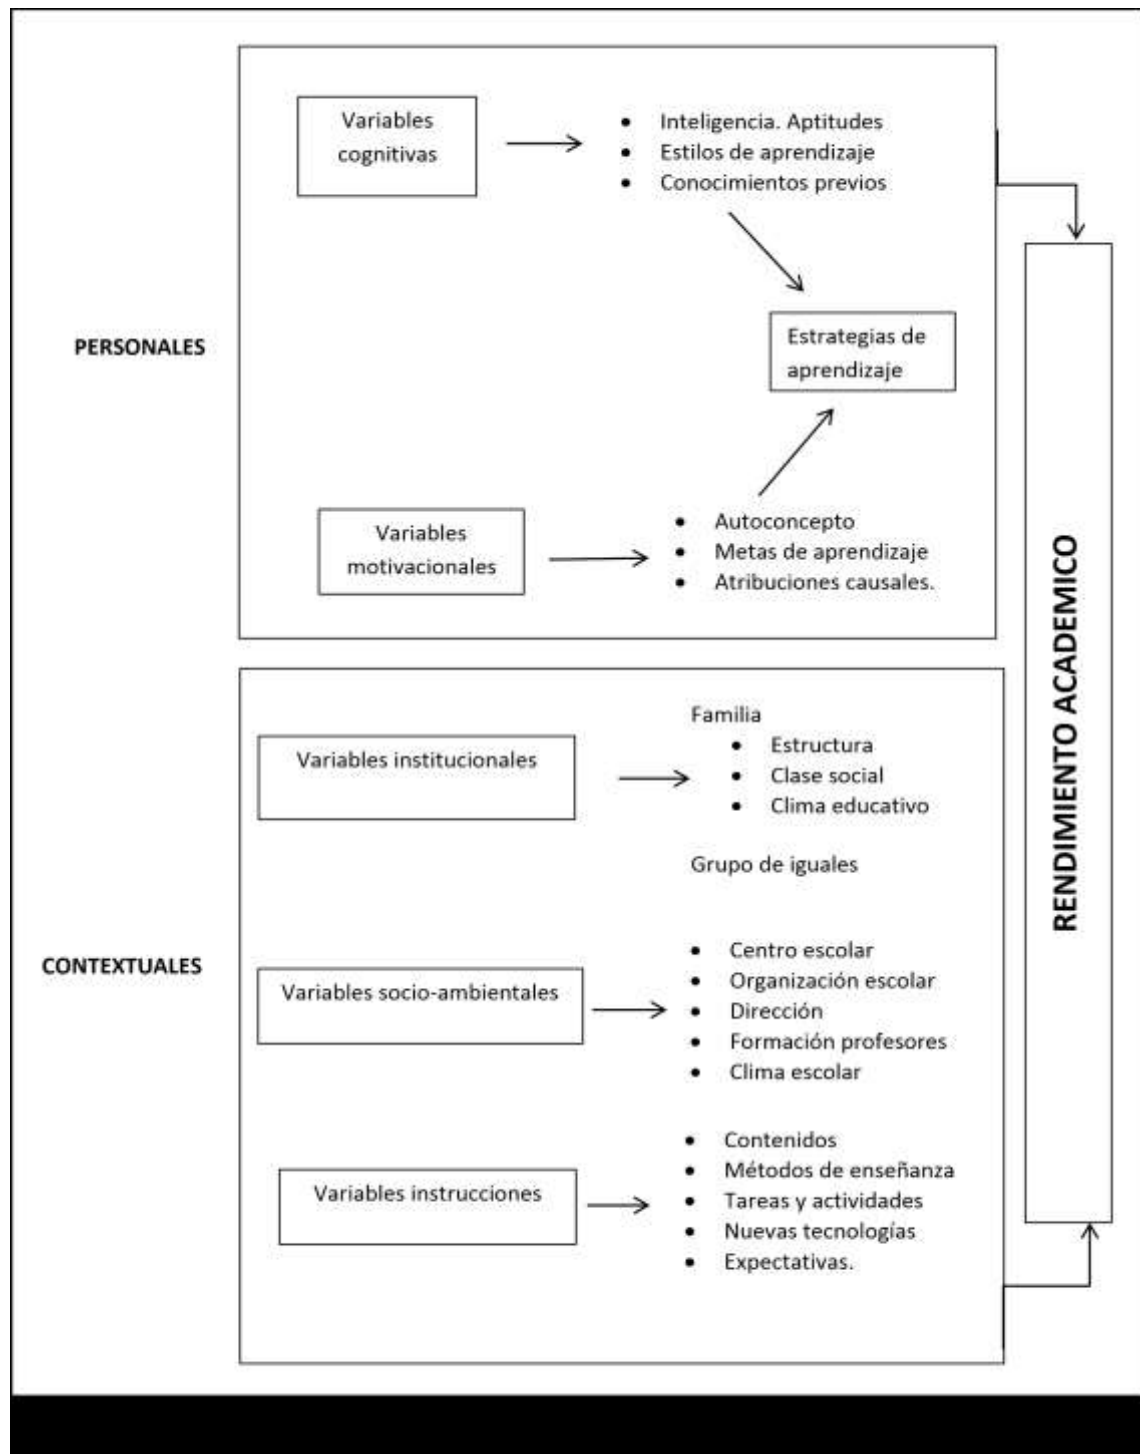 Variables
cognitivas
• Inteligencia. Aptitudes
• Estilos de aprendizaje
• Conocimientos previos
PERSONALES
Estrategias de
aprendizaje
Variables
motivacionales
• Autoconcepto
• Metas de aprendizaje
• Atribuciones causales.
Variables institucionales
Familia
• Estructura
• Clase social
• Clima educativo
Grupo de iguales
CONTEXTUALES
Variables socio-ambientales
• Centro escolar
• Organización escolar
• Dirección
• Formación profesores
• Clima escolar
Variables instrucciones
• Contenidos
• Métodos de enseñanza
• Tareas y actividades
• Nuevas tecnologías
• Expectativas.
RENDIMIENTO ACADEMICO